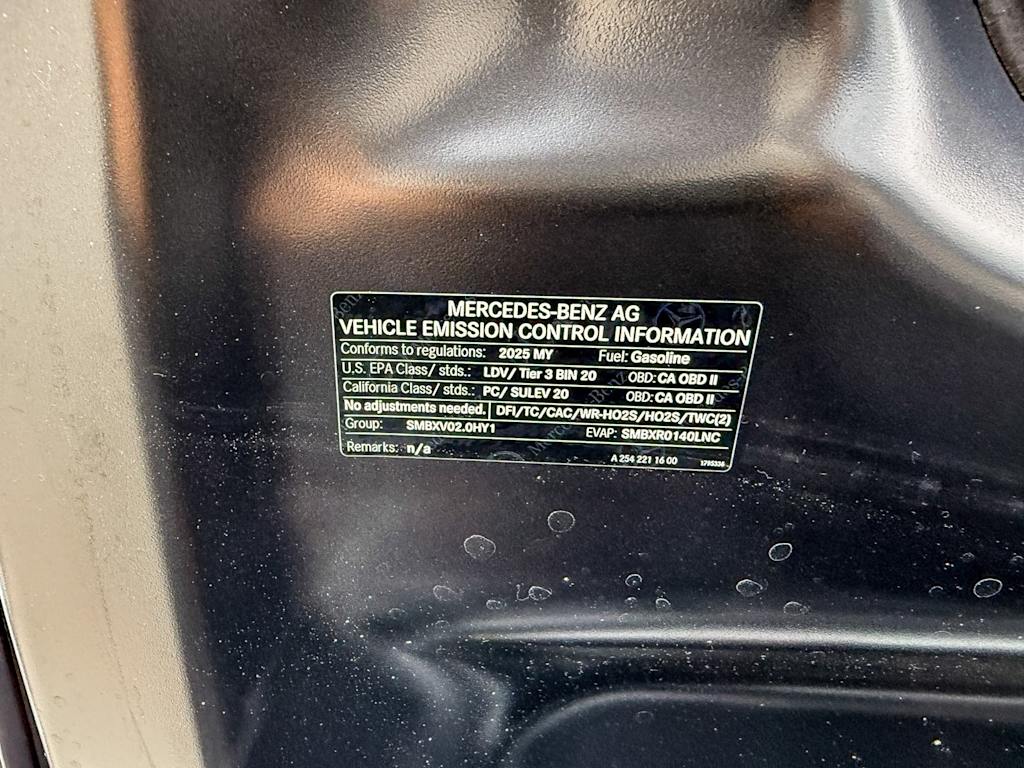 MERCEDES-BENZ AG
VEHICLE EMISSION CONTROL INFORMATION
Conforms to regulations: 2025 MY Fuel: Gasoline
U.S. EPA Class/ stds.: LDV/ Tier 3 BIN 20 OBD: CA OBD II
California Class/ stds.: PC/ SULEV 20 OBD: CA OBD II
No adjustments needed. DFI/TC/CAC/WR-HO2S/HO2S/TWC(2)
Group: SMBXV02.0HY1 EVAP: SMBXR0140LNC
Remarks: n/a
A 254 221 16 00